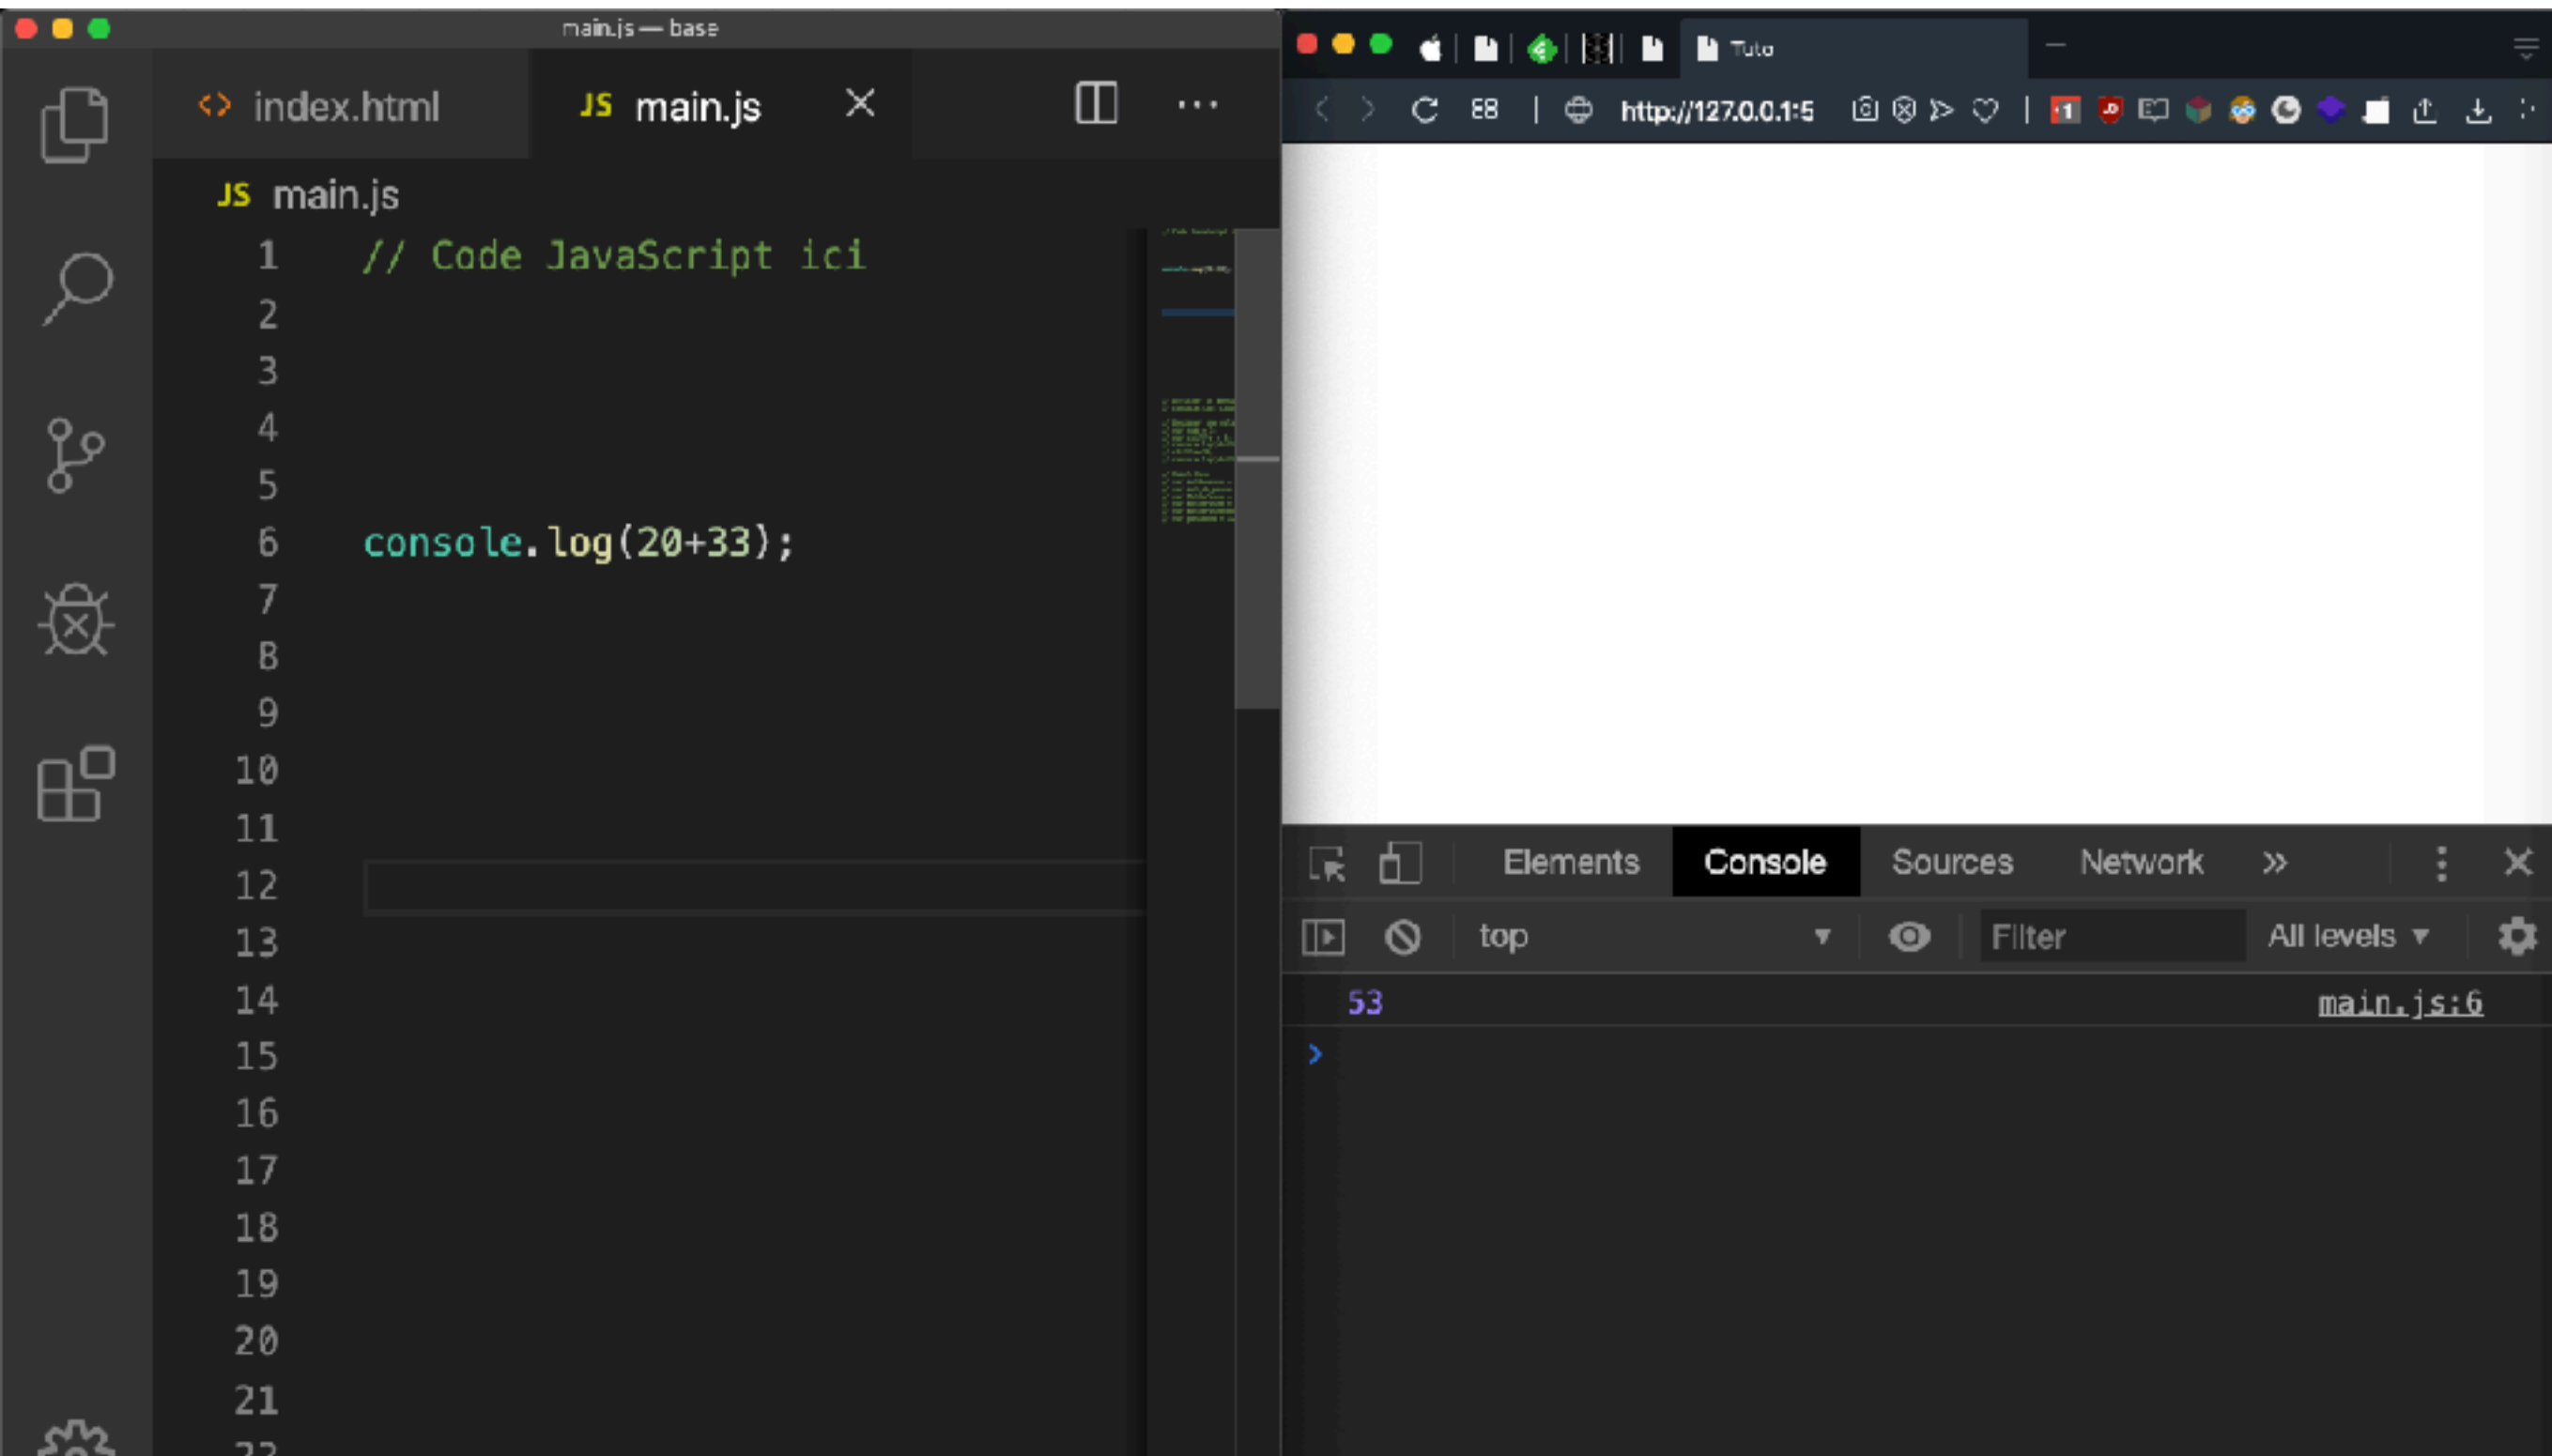 main.js — base
index.html
JS main.js
JS main.js
1 // Code JavaScript ici
2
3
4
5
6 console.log(20+33);
7
8
9
10
11
12
13
14
15
16
17
18
19
20
21
22
Tuto
http://127.0.0.1:5
Elements Console Sources Network
top Filter All levels
53 main.js:6